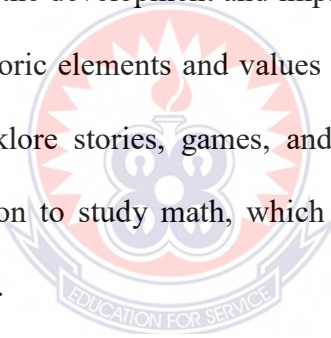 the development and imp
oric elements and values
klore stories, games, and
on to study math, which
.
EDUCATION FOR SERVICE